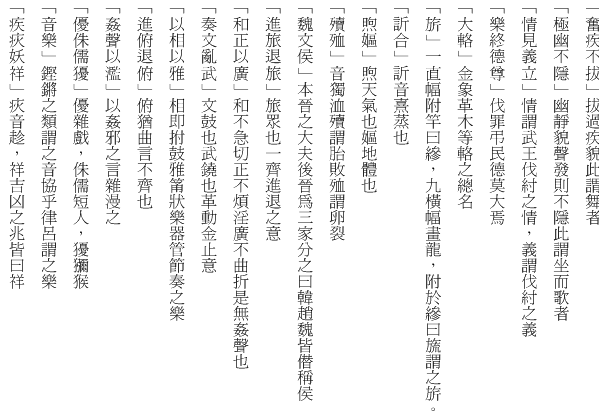 「奮疾不拔」拔過疾貌此謂舞者
「極幽不隱」幽靜貌聲發則不隱此謂坐而歌者
「情見義立」情謂武王伐紂之情，義謂伐紂之義
樂終德尊」伐罪弔民德莫大焉
「大輅」金象革木等輅之總名
「旂」一直幅附竿曰縿，九橫幅畫龍，附於縿曰旒謂之旂。
「訢合」訢音熹蒸也
「煦嫗」煦天氣也嫗地體也
「殰殈」音獨洫殰謂胎敗殈謂卵裂
「魏文侯」本晉之大夫後晉爲三家分之曰韓趙魏皆僭稱侯
「進旅退旅」旅眾也一齊進退之意
「和正以廣」和不急切正不煩淫廣不曲折是無姦聲也
「奏文亂武」文鼓也武鐃也革動金止意
「以相以雅」相即拊鼓雅筩狀樂器管節奏之樂
「進俯退俯」俯猶曲言不齊也
「姦聲以濫」以姦邪之言雜漫之
「優侏儒獶」優雜戲，侏儒短人，獶獼猴
「音樂」鏗鏘之類謂之音協乎律呂謂之樂
「疾疢妖祥」疢音趁，祥吉凶之兆皆曰祥